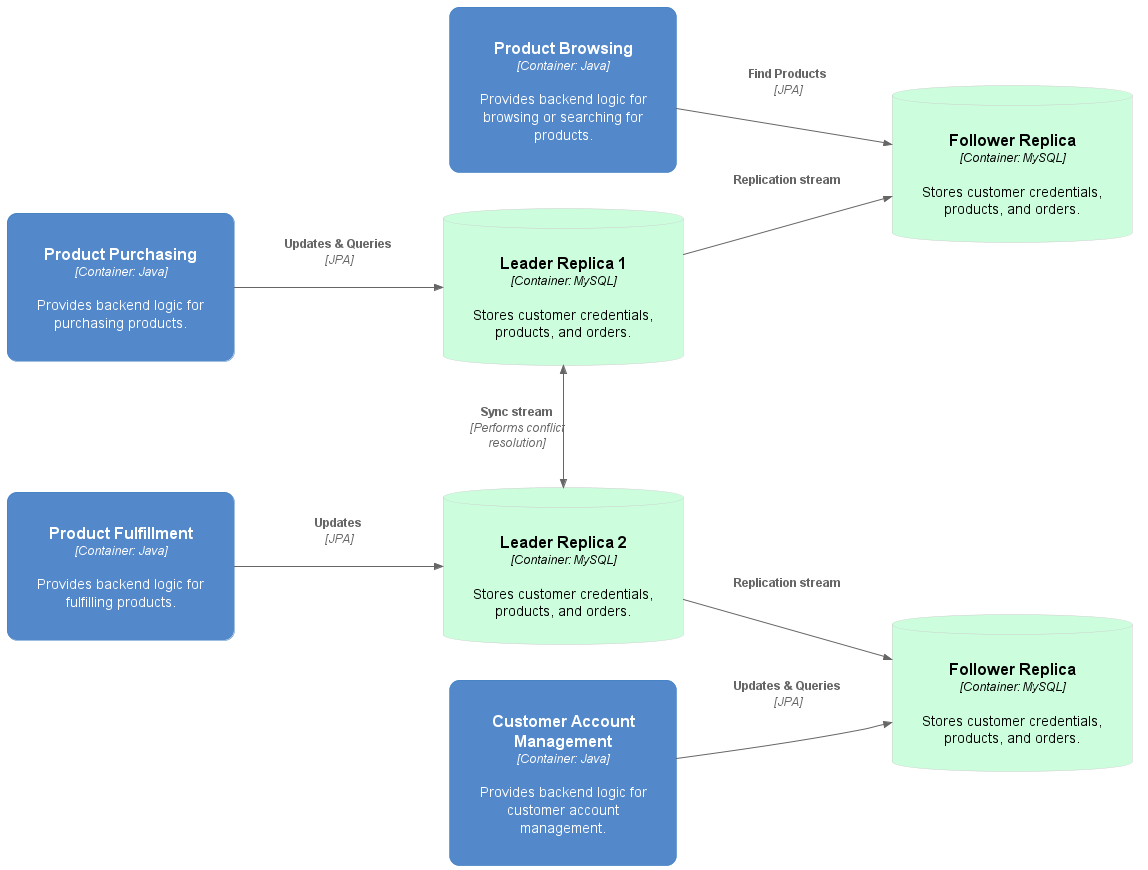 Product Browsing
[Container: Java]
Provides backend logic for
browsing or searching for
products.
Find Products
[JPA]
Follower Replica
[Container: MySQL]
Stores customer credentials,
products, and orders.
Replication stream
Product Purchasing
[Container: Java]
Provides backend logic for
purchasing products.
Updates & Queries
[JPA]
Leader Replica 1
[Container: MySQL]
Stores customer credentials,
products, and orders.
Sync stream
[Performs conflict
resolution]
Product Fulfillment
[Container: Java]
Provides backend logic for
fulfilling products.
Updates
[JPA]
Leader Replica 2
[Container: MySQL]
Stores customer credentials,
products, and orders.
Replication stream
Follower Replica
[Container: MySQL]
Stores customer credentials,
products, and orders.
Customer Account
Management
[Container: Java]
Provides backend logic for
customer account
management.
Updates & Queries
[JPA]